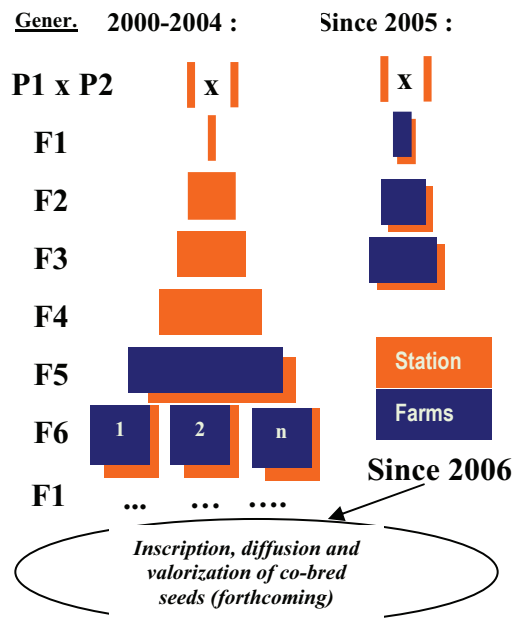 Gener. 2000-2004 : Since 2005 :
P1 x P2 x x
F1
F2
F3
F4
Station
F5
Farms
F6 1 2 n
Since 2006
F1 ... ... ....
Inscription, diffusion and
valorization of co-bred
seeds (forthcoming)